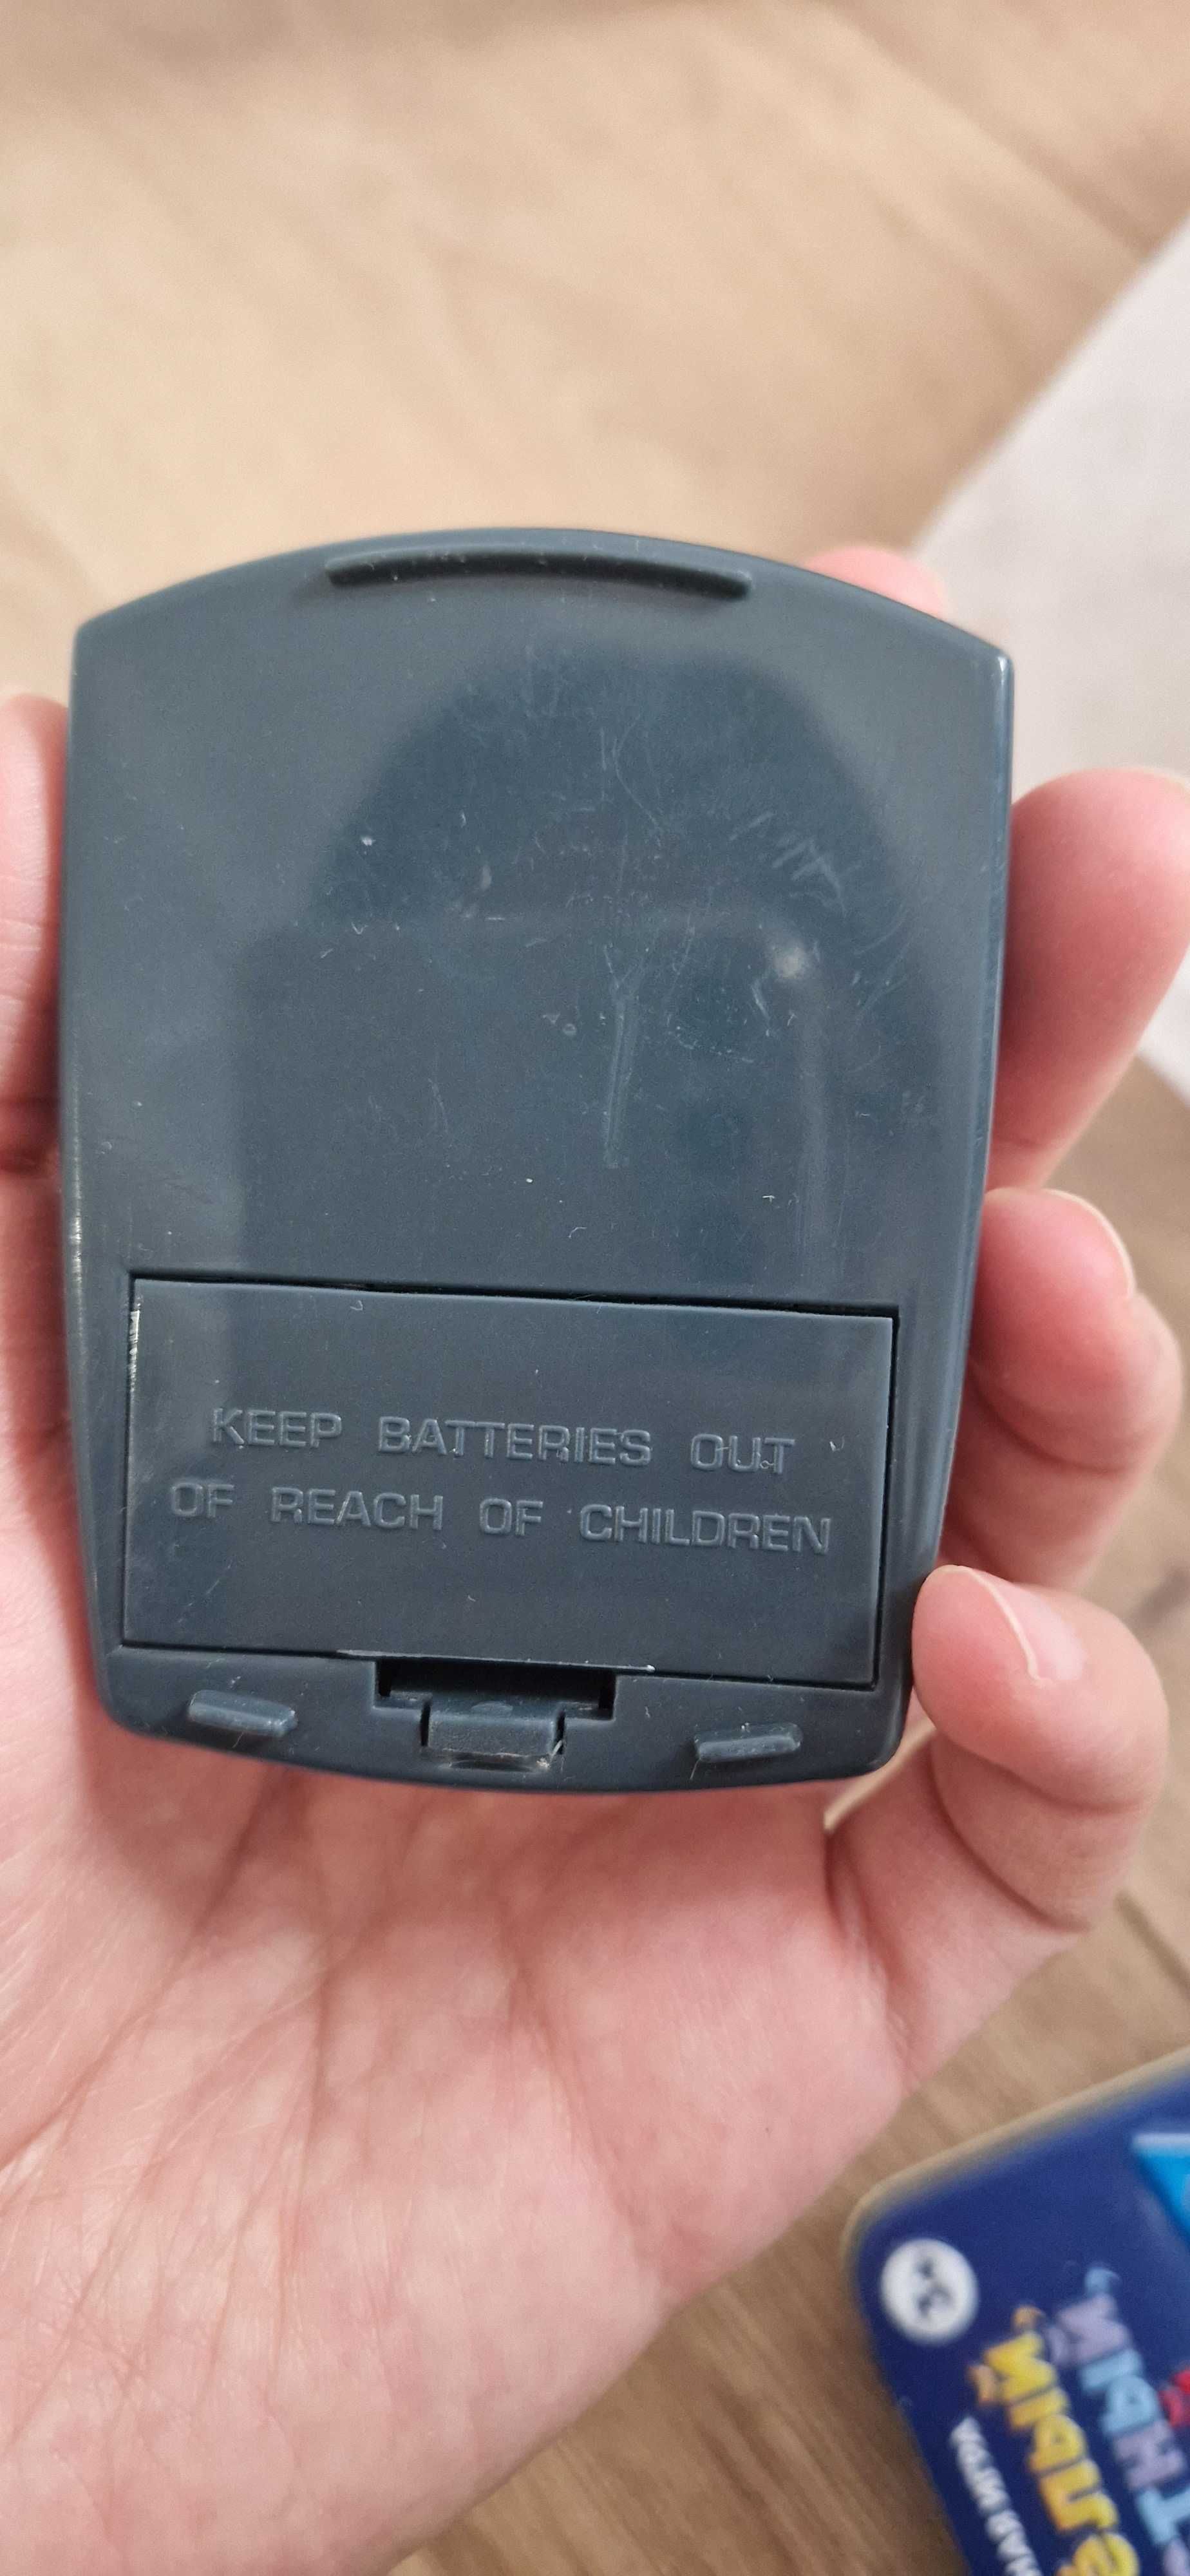 KEEP BATTERIES OUT
OF REACH OF CHILDREN